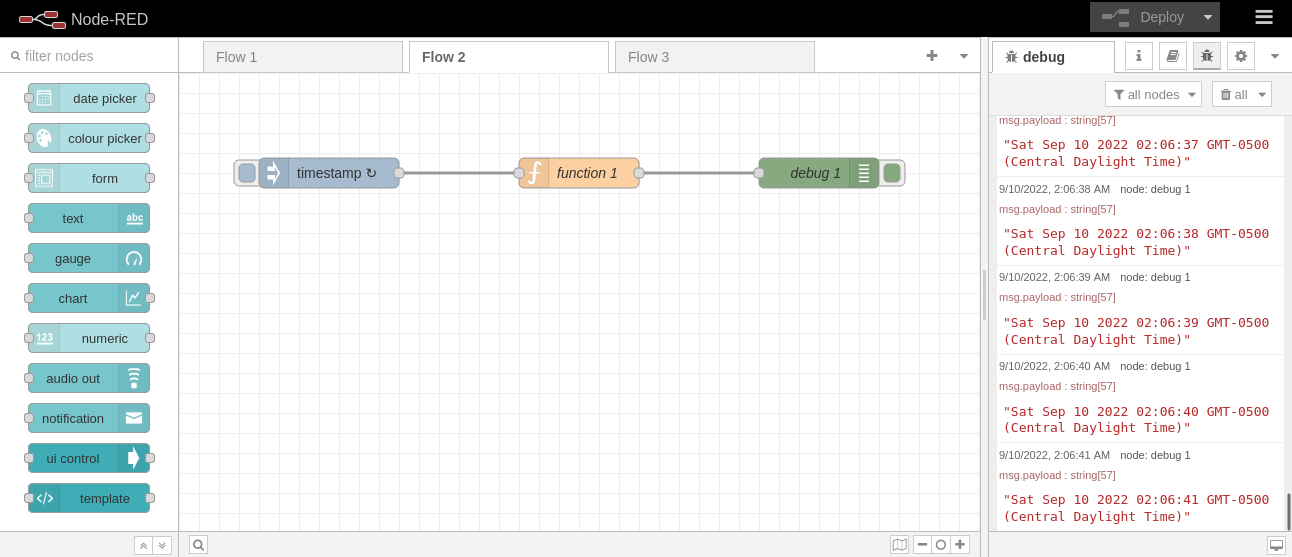 Node-RED
Deploy
filter nodes
Flow 1
Flow 2
Flow 3
debug
all nodes
all
date picker
colour picker
form
text
abc
gauge
chart
numeric
123
audio out
notification
ui control
template
</>
timestamp ↻
function 1
debug 1
msg.payload : string[57]
"Sat Sep 10 2022 02:06:37 GMT-0500
(Central Daylight Time)"
9/10/2022, 2:06:38 AM node: debug 1
msg.payload : string[57]
"Sat Sep 10 2022 02:06:38 GMT-0500
(Central Daylight Time)"
9/10/2022, 2:06:39 AM node: debug 1
msg.payload : string[57]
"Sat Sep 10 2022 02:06:39 GMT-0500
(Central Daylight Time)"
9/10/2022, 2:06:40 AM node: debug 1
msg.payload : string[57]
"Sat Sep 10 2022 02:06:40 GMT-0500
(Central Daylight Time)"
9/10/2022, 2:06:41 AM node: debug 1
msg.payload : string[57]
"Sat Sep 10 2022 02:06:41 GMT-0500
(Central Daylight Time)"